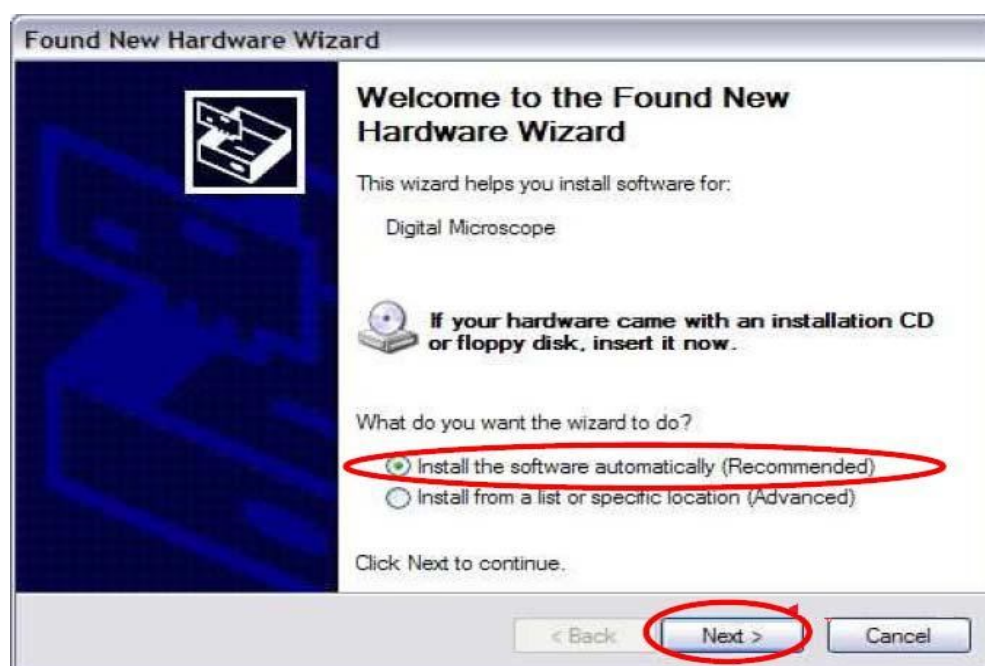 Found New Hardware Wizard
Welcome to the Found New
Hardware Wizard
This wizard helps you install software for:
Digital Microscope
If your hardware came with an installation CD
or floppy disk, insert it now.
What do you want the wizard to do?
Install the software automatically (Recommended)
Install from a list or specific location (Advanced)
Click Next to continue.
< Back
Next >
Cancel